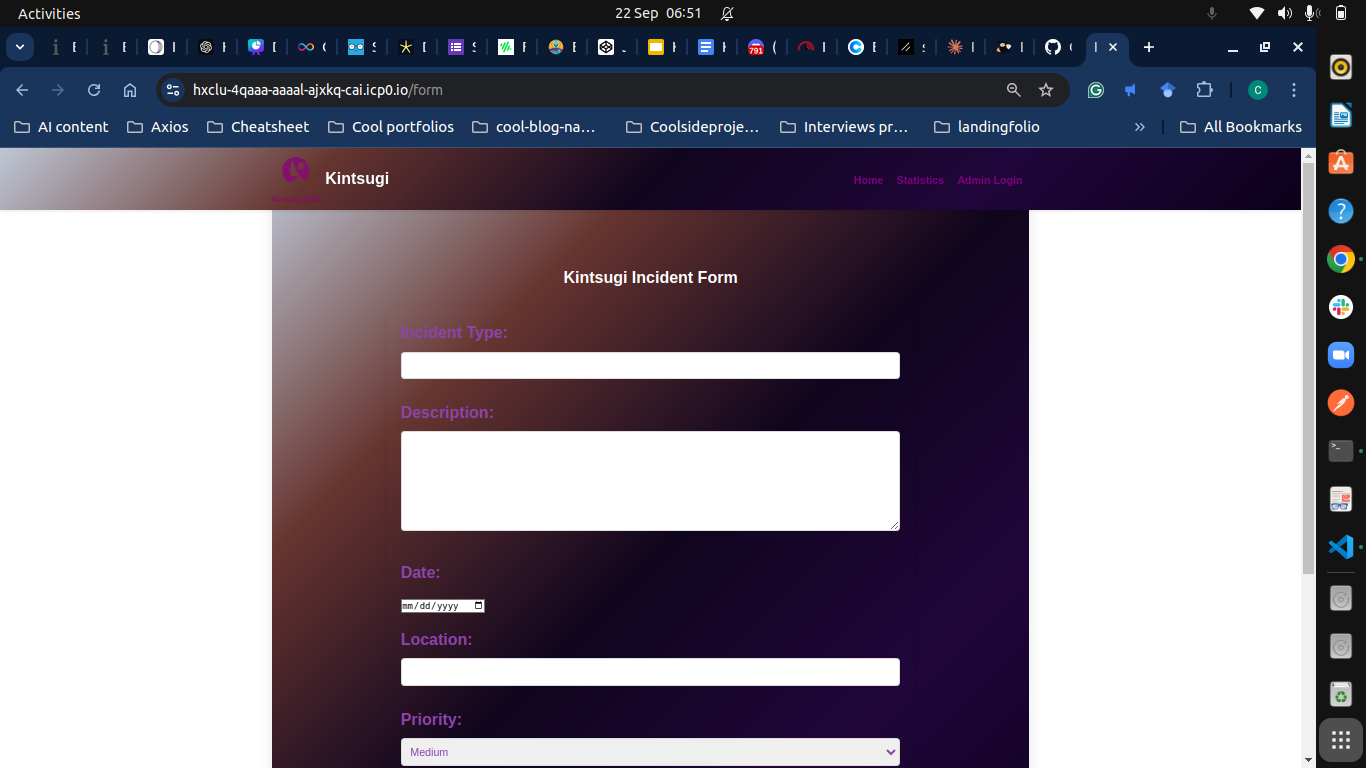 Activities
22 Sep 06:51
791
hxclu-4qaaa-aaaal-ajxkq-cai.icp0.io/form
C
AI content
Axios
Cheatsheet
Cool portfolios
cool-blog-na…
Coolsideproje…
Interviews pr…
landingfolio
»
All Bookmarks
Kintsugi
Home
Statistics
Admin Login
Kintsugi Incident Form
Incident Type:
Description:
Date:
mm/dd/yyyy
Location:
Priority:
Medium